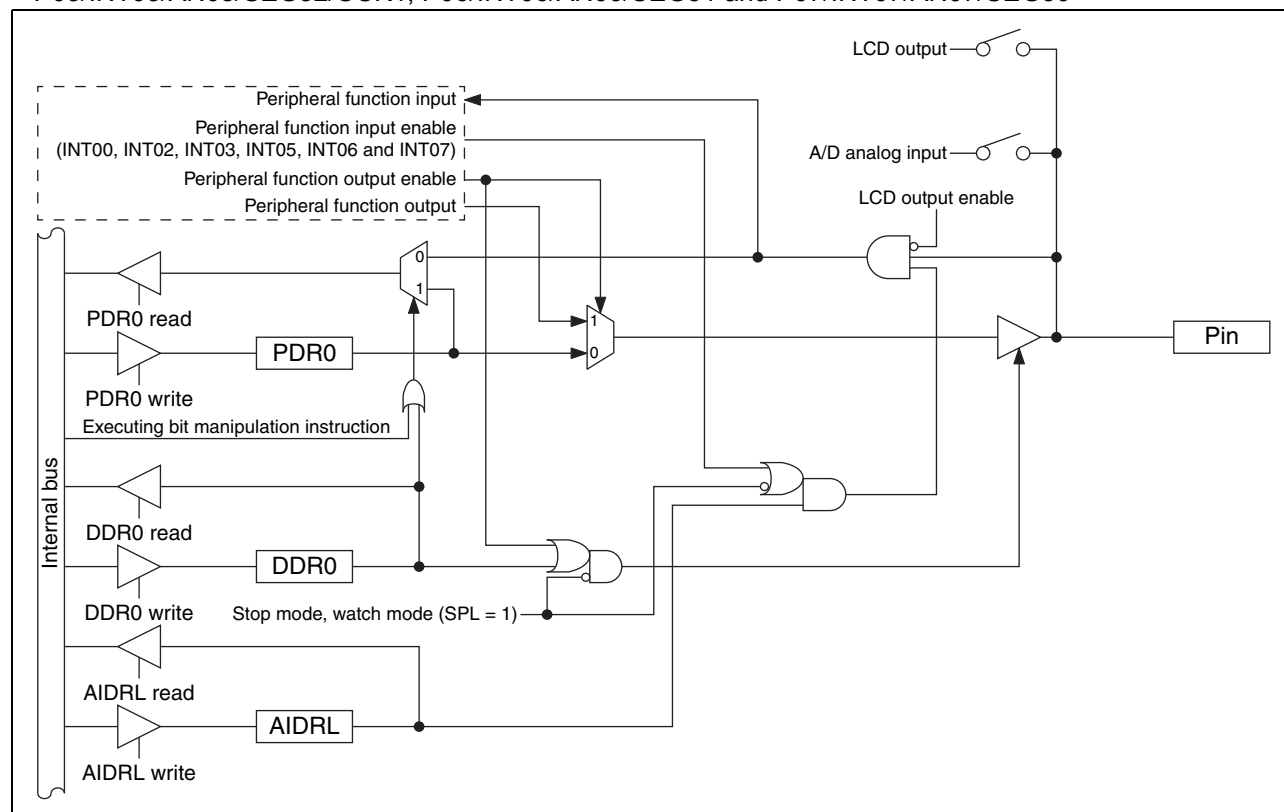 LCD output
Peripheral function input
Peripheral function input enable
(INT00, INT02, INT03, INT05, INT06 and INT07)
A/D analog input
Peripheral function output enable
Peripheral function output
LCD output enable
0
1
PDR0 read
1
0
Pin
PDR0
PDR0 write
Executing bit manipulation instruction
Internal bus
DDR0 read
DDR0
DDR0 write
Stop mode, watch mode (SPL = 1)
AIDRL read
AIDRL
AIDRL write